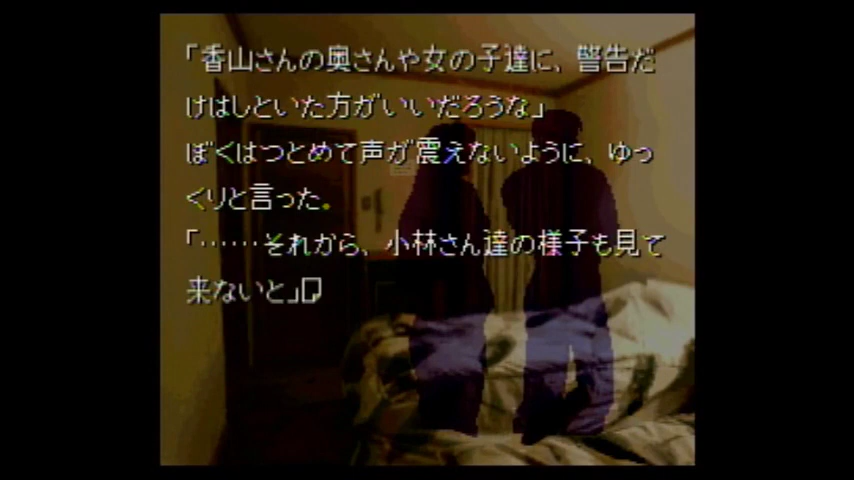 「香山さんの奥さんや女の子達に、警告だ
けはしといた方がいいだろうな」
ぼくはつとめて声が震えないように、ゆっ
くりと言った。
「……それから、小林さん達の様子も見て
来ないと」